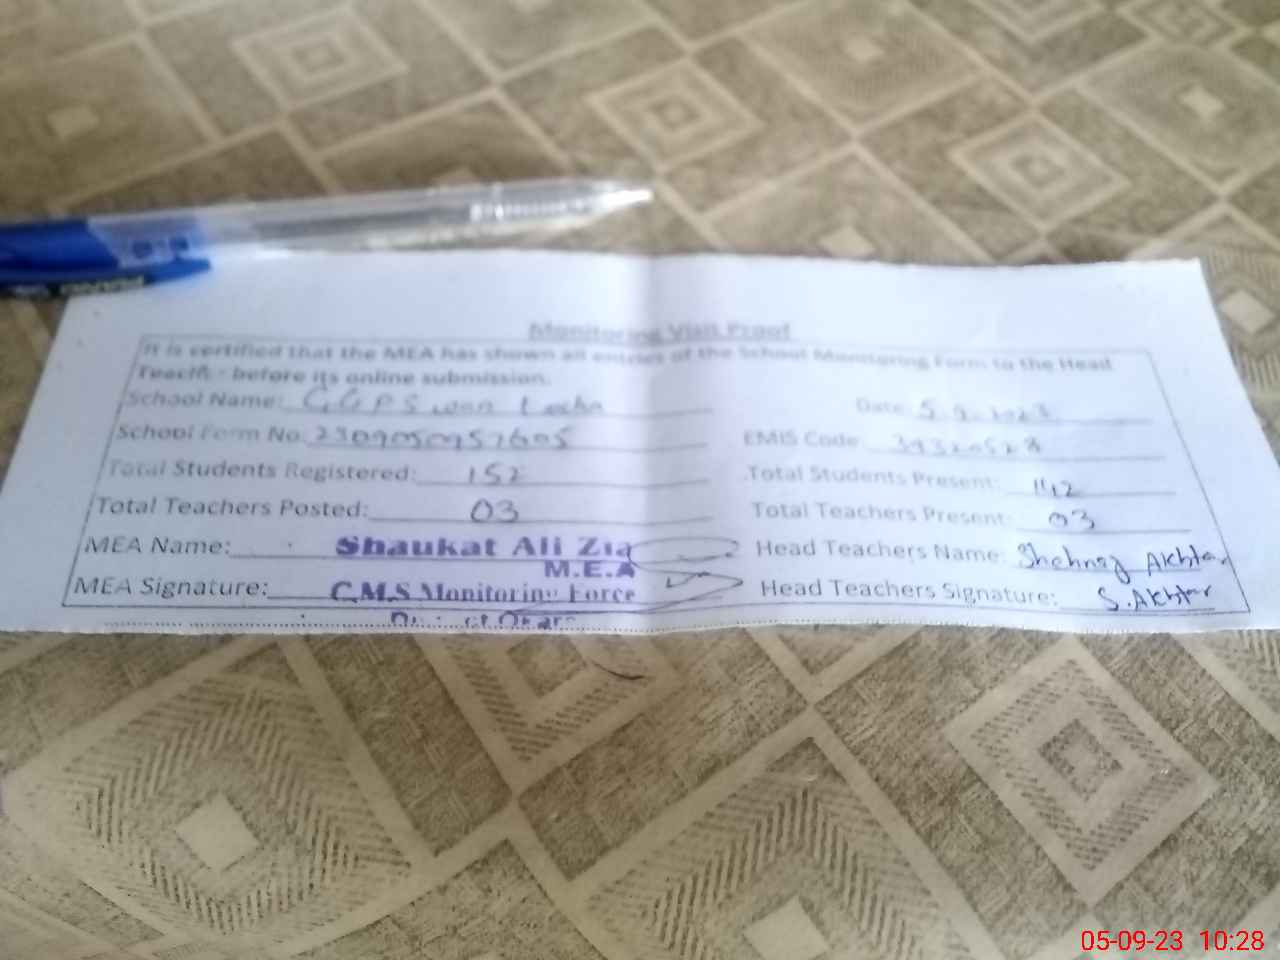 Monitoring Visit Proof
It is certified that the MEA has shown all entries of the School Monitoring Form to the Head
before its online submission.
School Name: GGPS Date: 5.9.2023
School Form No. EMIS Code:
Total Students Registered: 152 Total Students Present: 142
Total Teachers Posted: 03 Total Teachers Present: 03
MEA Name: Shaukat Ali Zia Head Teachers Name: Shehnaz Akhtar
M.E.A
MEA Signature: C.M.S Monitoring Force Head Teachers Signature: S.Akhtar
05-09-23 10:28